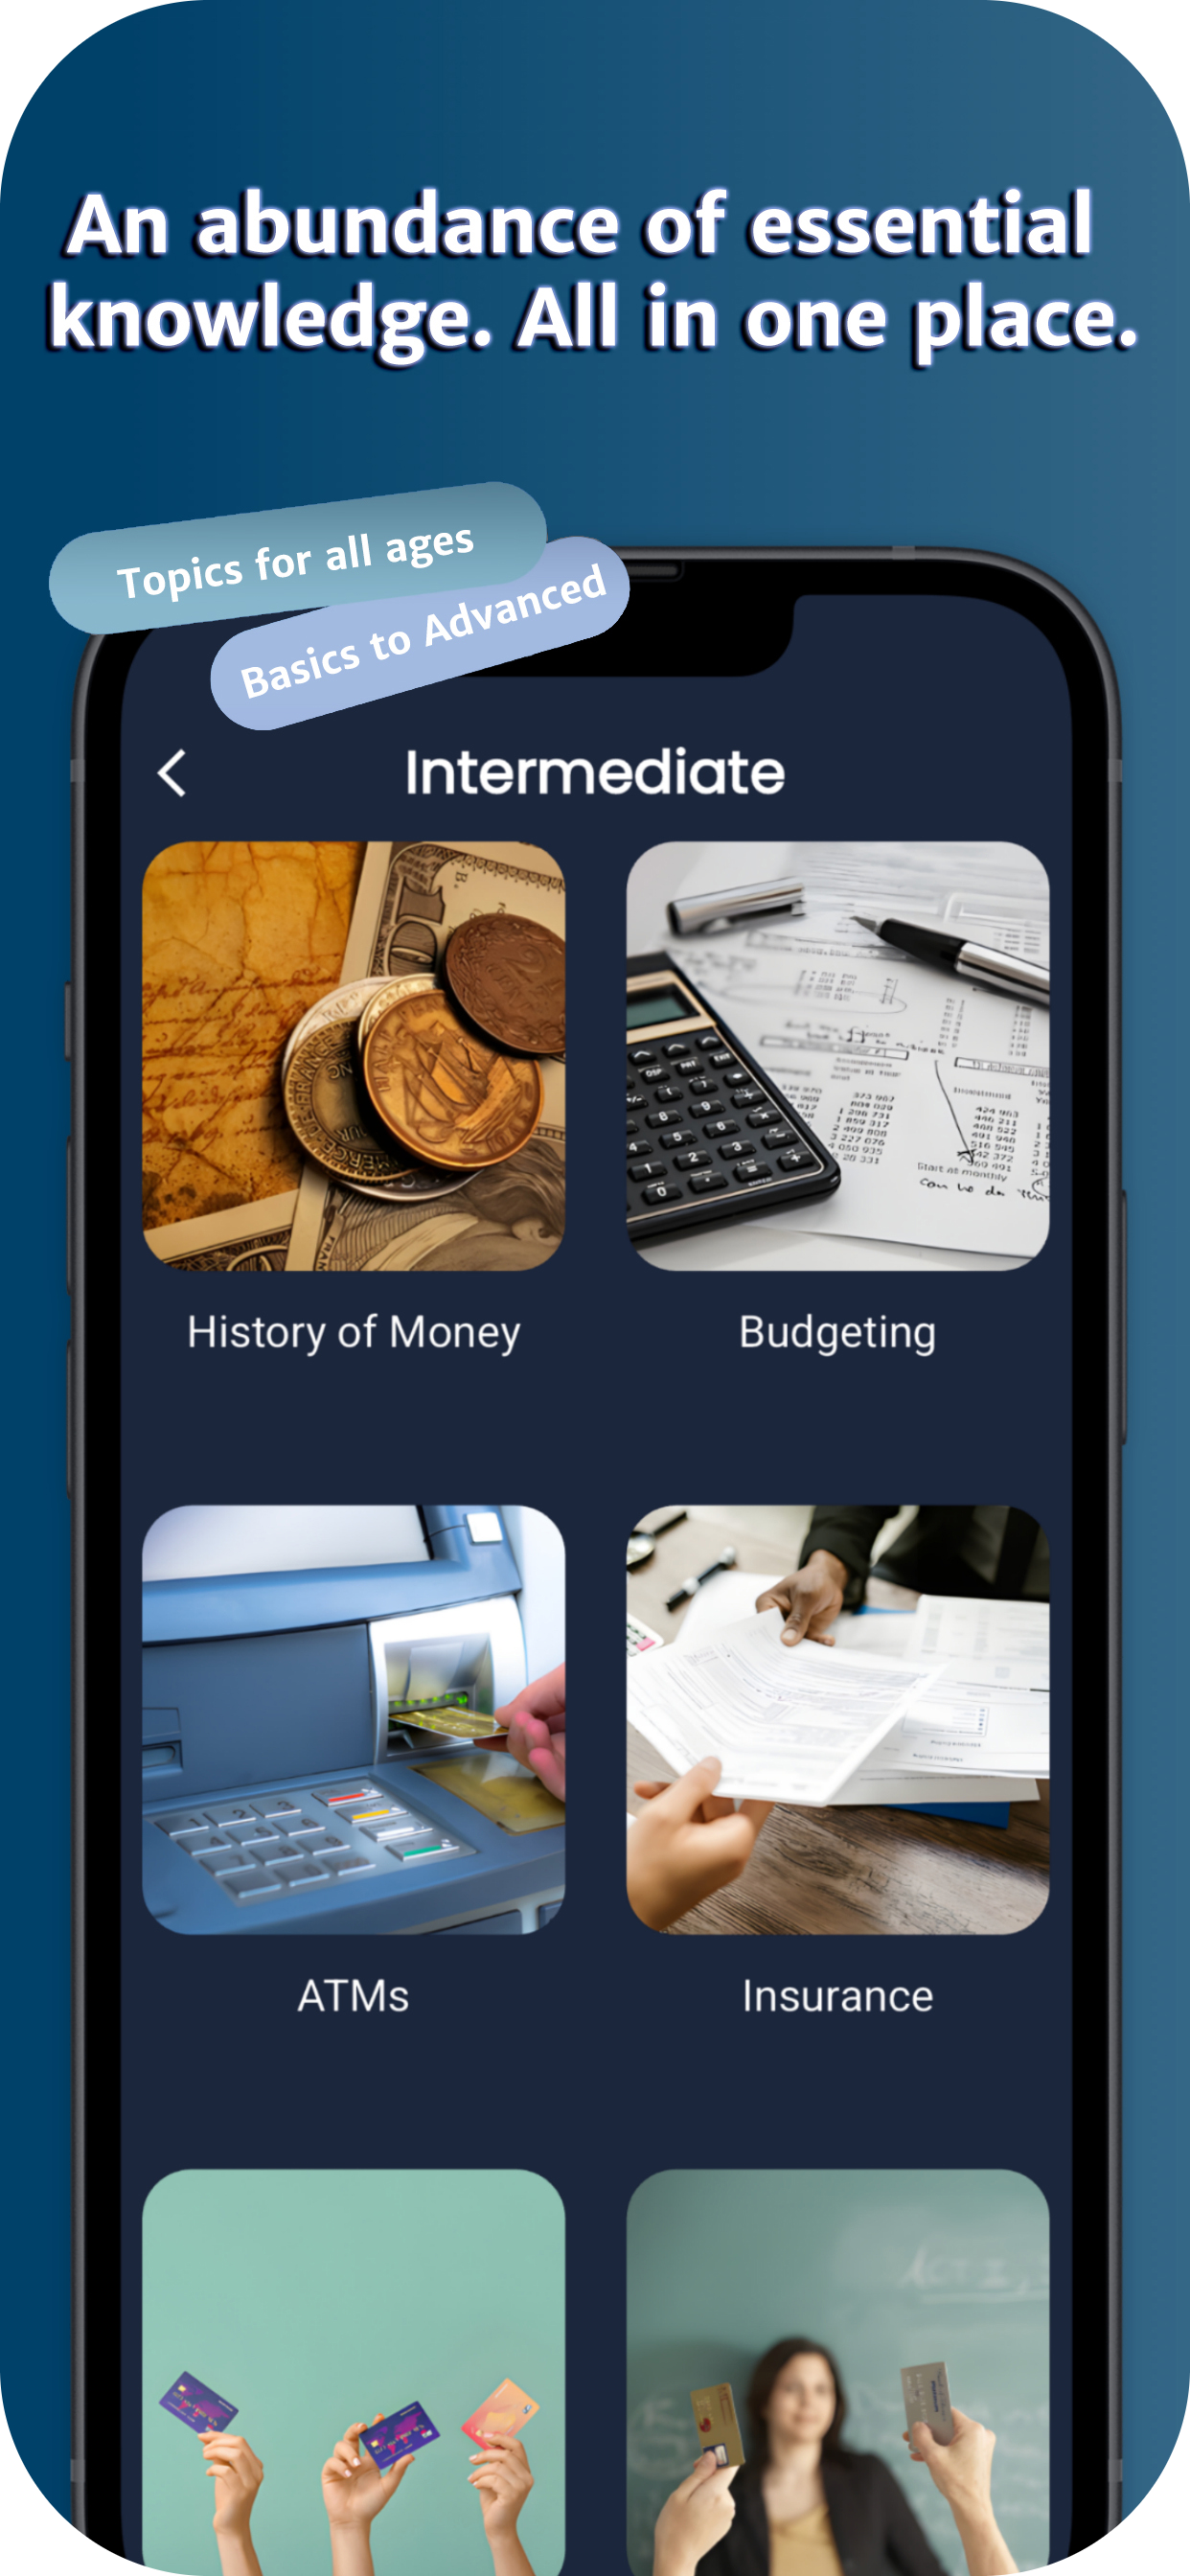 An abundance of essential
knowledge. All in one place.
Topics for all ages
Basics to Advanced
Intermediate
History of Money
Budgeting
ATMs
Insurance